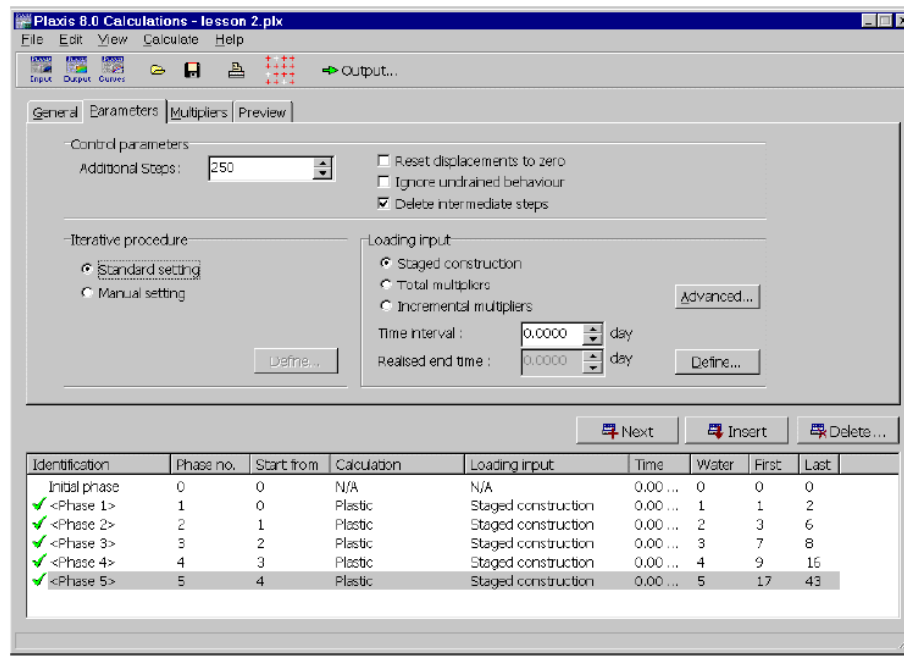 Plaxis 8.0 Calculations - lesson 2.plx
File Edit View Calculate Help
Input Output Curves Output...
General Parameters Multipliers Preview
Control parameters
Additional Steps: 250
Reset displacements to zero
Ignore undrained behaviour
Delete intermediate steps
Iterative procedure
Standard setting
Manual setting
Define...
Loading input
Staged construction
Total multipliers
Incremental multipliers
Advanced...
Time interval : 0.0000 day
Realised end time : 0.0000 day
Define...
Next Insert Delete...
Identification Phase no. Start from Calculation Loading input Time Water First Last
Initial phase 0 0 N/A N/A 0.00 ... 0 0 0
<Phase 1> 1 0 Plastic Staged construction 0.00 ... 1 1 2
<Phase 2> 2 1 Plastic Staged construction 0.00 ... 2 3 6
<Phase 3> 3 2 Plastic Staged construction 0.00 ... 3 7 8
<Phase 4> 4 3 Plastic Staged construction 0.00 ... 4 9 16
<Phase 5> 5 4 Plastic Staged construction 0.00 ... 5 17 43